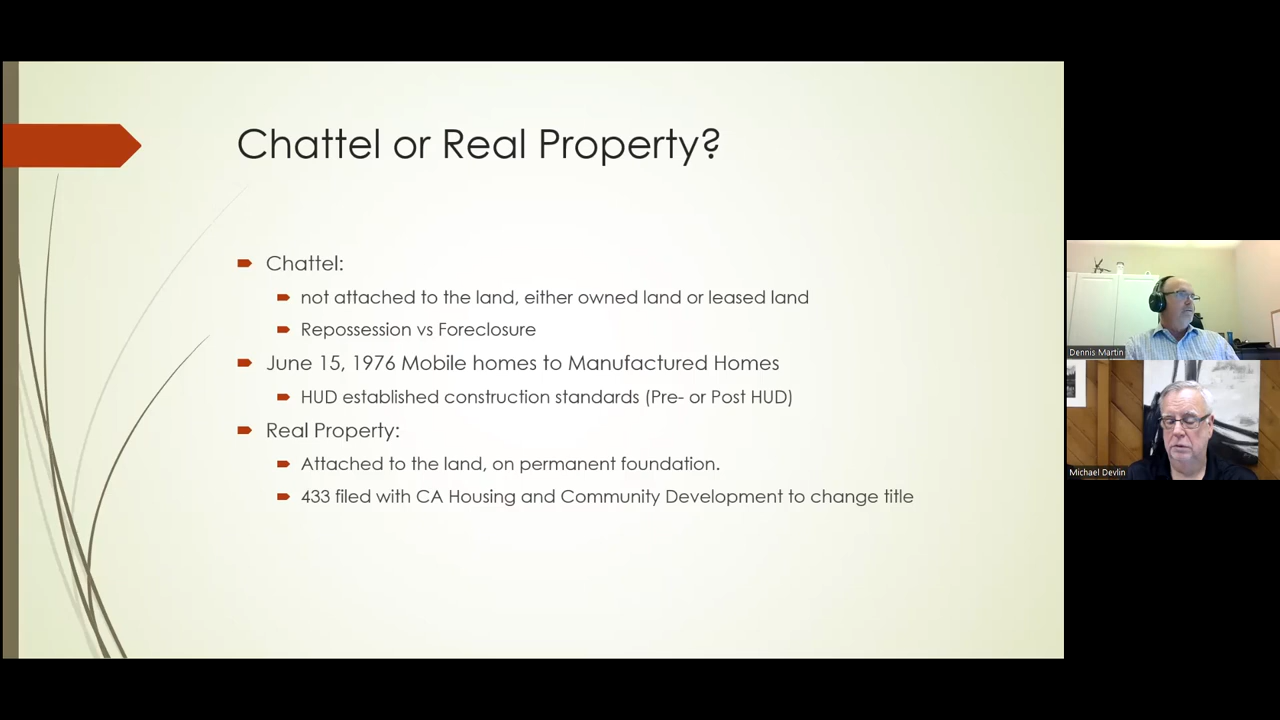 Chattel or Real Property?
Chattel:
not attached to the land, either owned land or leased land
Repossession vs Foreclosure
June 15, 1976 Mobile homes to Manufactured Homes
HUD established construction standards (Pre- or Post HUD)
Real Property:
Attached to the land, on permanent foundation.
433 filed with CA Housing and Community Development to change title
Dennis Martin
Michael Devlin